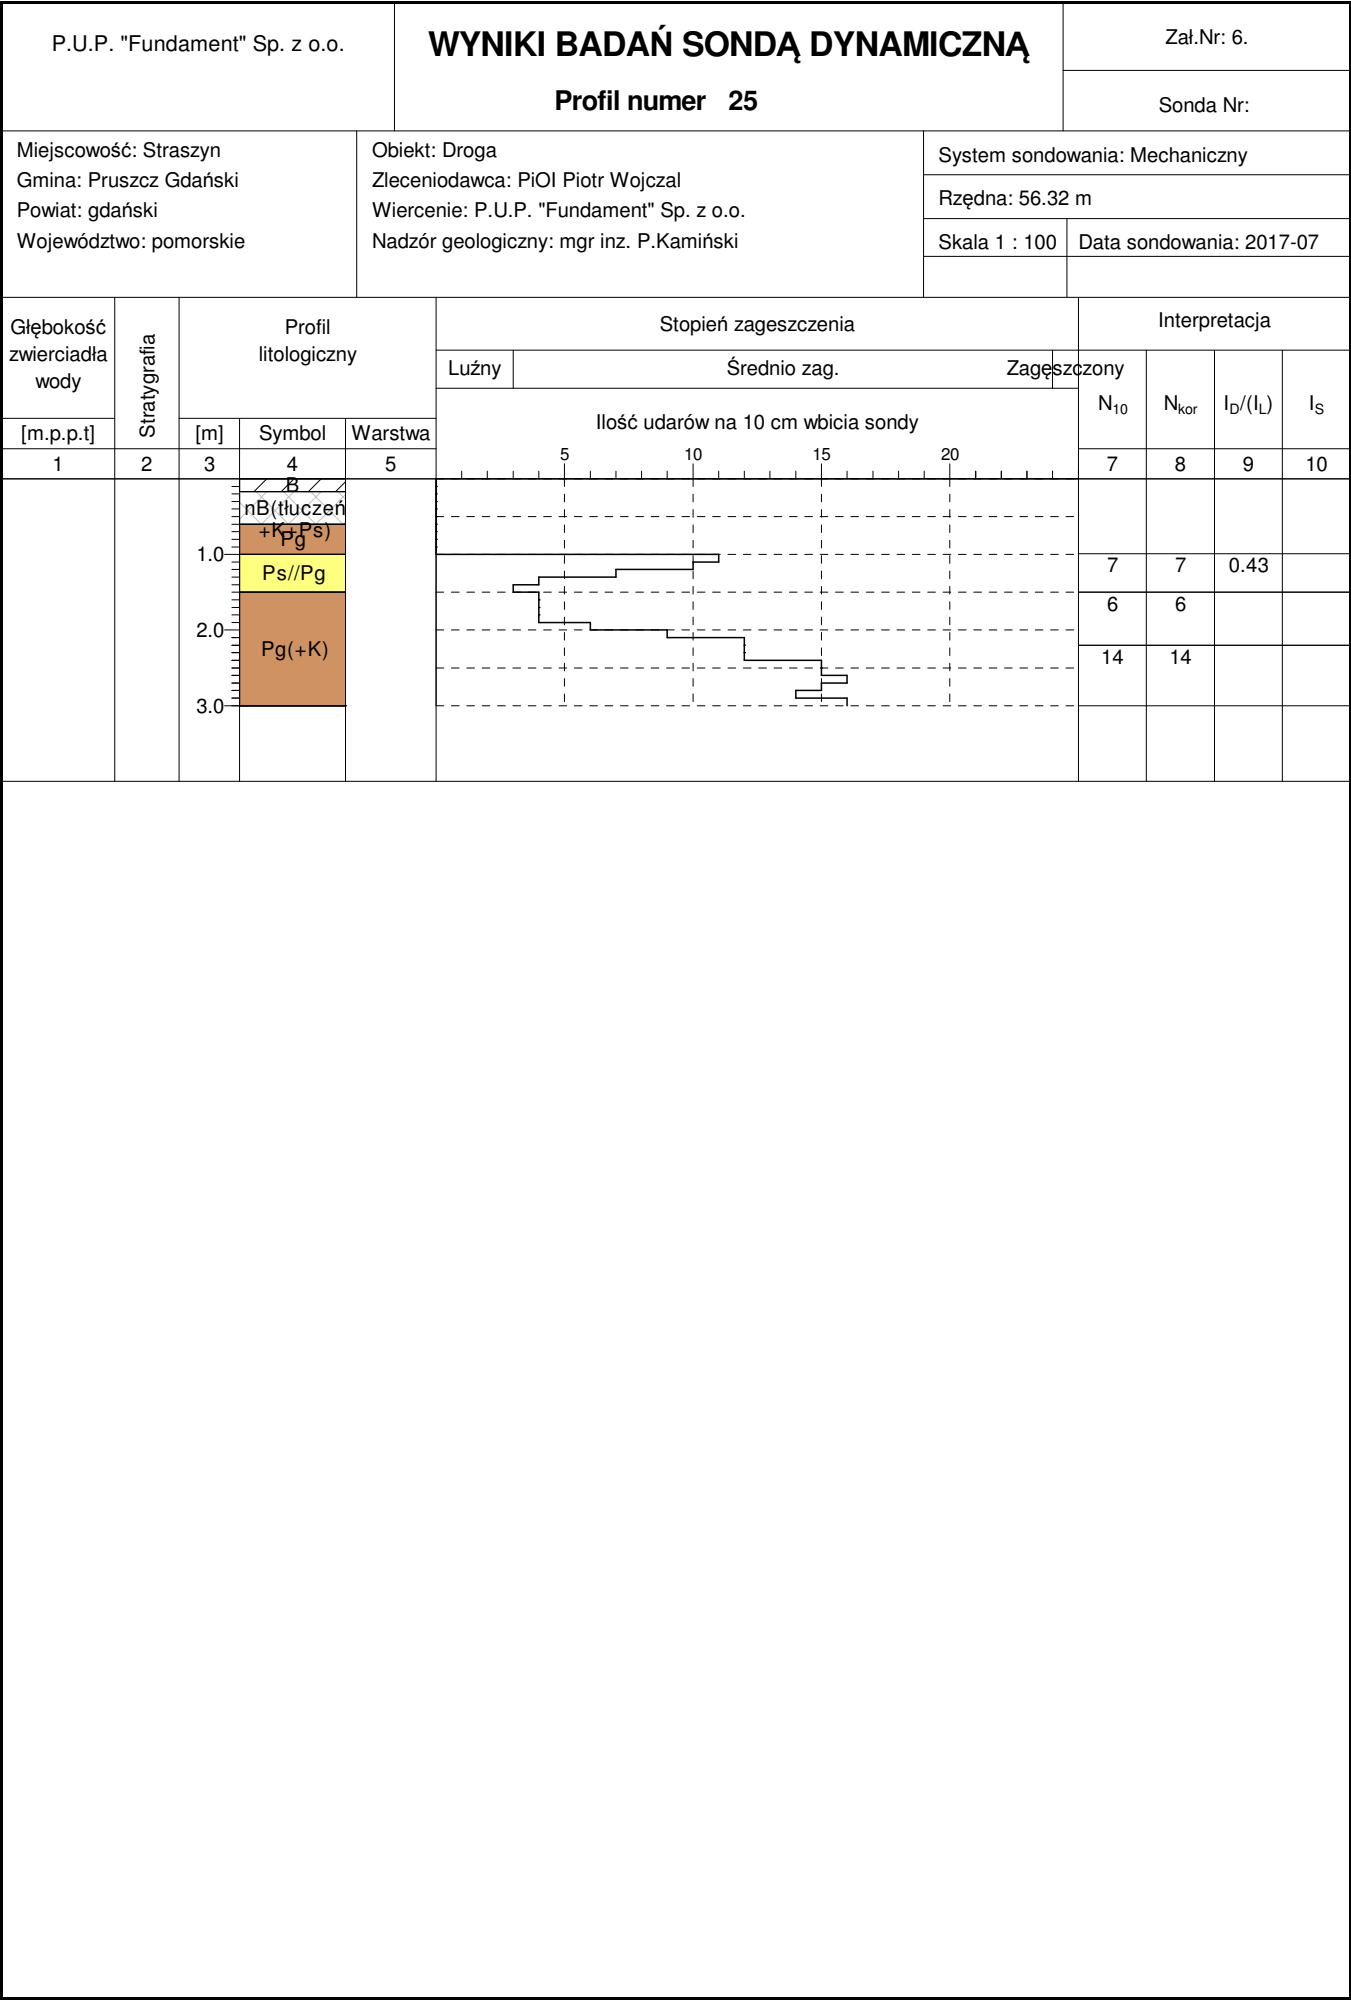 P.U.P. "Fundament" Sp. z o.o.
WYNIKI BADAŃ SONDĄ DYNAMICZNĄ
Profil numer 25
Zał.Nr: 6.
Sonda Nr:
Miejscowość: Straszyn
Gmina: Pruszcz Gdański
Powiat: gdański
Województwo: pomorskie
Obiekt: Droga
Zleceniodawca: PiOI Piotr Wojczal
Wiercenie: P.U.P. "Fundament" Sp. z o.o.
Nadzór geologiczny: mgr inz. P.Kamiński
System sondowania: Mechaniczny
Rzędna: 56.32 m
Skala 1 : 100 Data sondowania: 2017-07
Głębokość
zwierciadła
wody
[m.p.p.t]
Stratygrafia
Profil
litologiczny
[m] Symbol Warstwa
Stopień zageszczenia
Luźny Średnio zag. Zagęszczony
Ilość udarów na 10 cm wbicia sondy
5 10 15 20
Interpretacja
N10 Nkor ID/(IL) IS
1 2 3 4 5 7 8 9 10
B
nB(tłuczeń
+K+Ps)
Pg
1.0
Ps//Pg
7 7 0.43
6 6
2.0
Pg(+K)
14 14
3.0